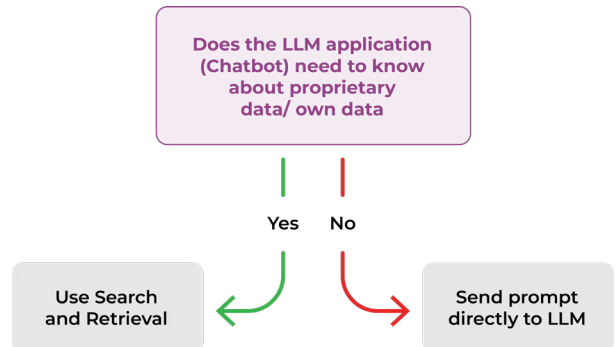 Does the LLM application
(Chatbot) need to know
about proprietary
data/ own data
Yes
No
Use Search
and Retrieval
Send prompt
directly to LLM